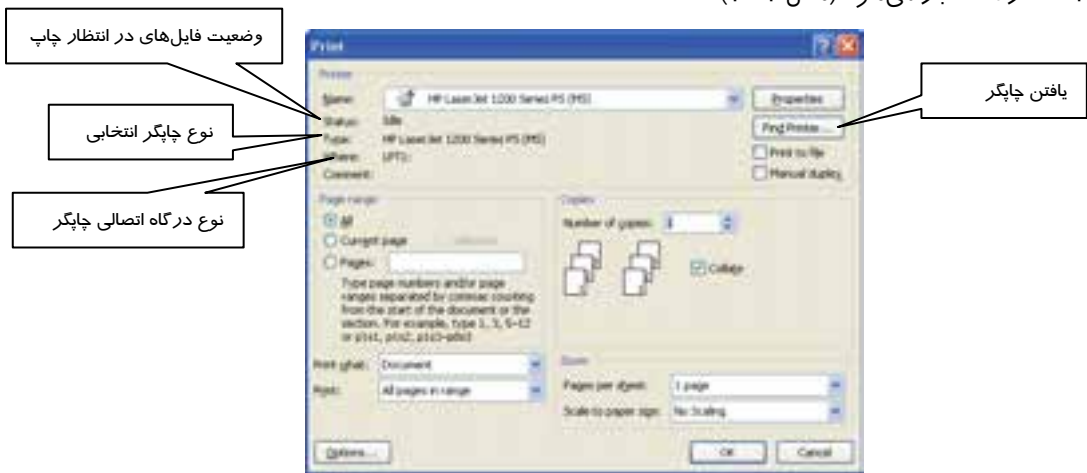 وضعیت فایل‌های در انتظار چاپ
نوع چاپگر انتخابی
نوع درگاه اتصالی چاپگر
یافتن چاپگر
Print
Printer
Name: HP LaserJet 1200 Series PS (MS)
Properties
Status: Idle
Find Printer...
Type: HP LaserJet 1200 Series PS (MS)
Where: LPT1:
Print to file
Comment:
Manual duplex
Page range
All
Current page
Pages:
Type page numbers and/or page
ranges separated by commas counting
from the start of the document or the
section. For example, type 1, 3, 5-12
or p1s1, p1s2, p1s3-p8s3
Copies
Number of copies: 1
Collate
Print what: Document
Print: All pages in range
Zoom
Pages per sheet: 1 page
Scale to paper size: No Scaling
Options...
OK
Cancel